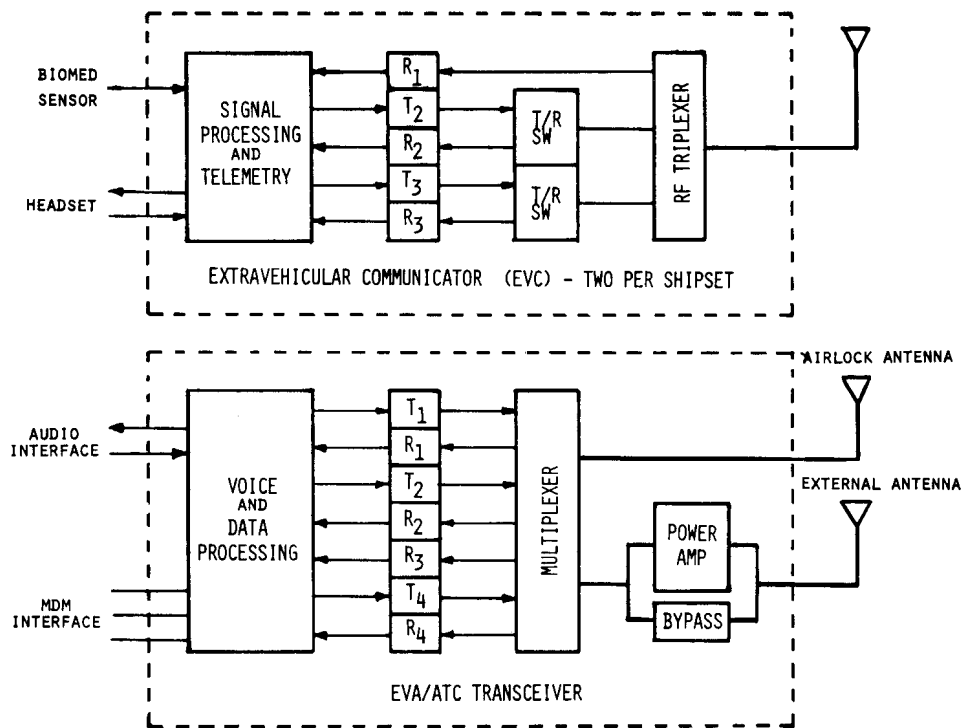 BIOMED
SENSOR
HEADSET
SIGNAL
PROCESSING
AND
TELEMETRY
R1
T2
R2
T3
R3
T/R
SW
T/R
SW
RF TRIPLEXER
EXTRAVEHICULAR COMMUNICATOR (EVC) - TWO PER SHIPSET
AIRLOCK ANTENNA
EXTERNAL ANTENNA
AUDIO
INTERFACE
MDM
INTERFACE
VOICE
AND
DATA
PROCESSING
T1
R1
T2
R2
R3
T4
R4
MULTIPLEXER
POWER
AMP
BYPASS
EVA/ATC TRANSCEIVER